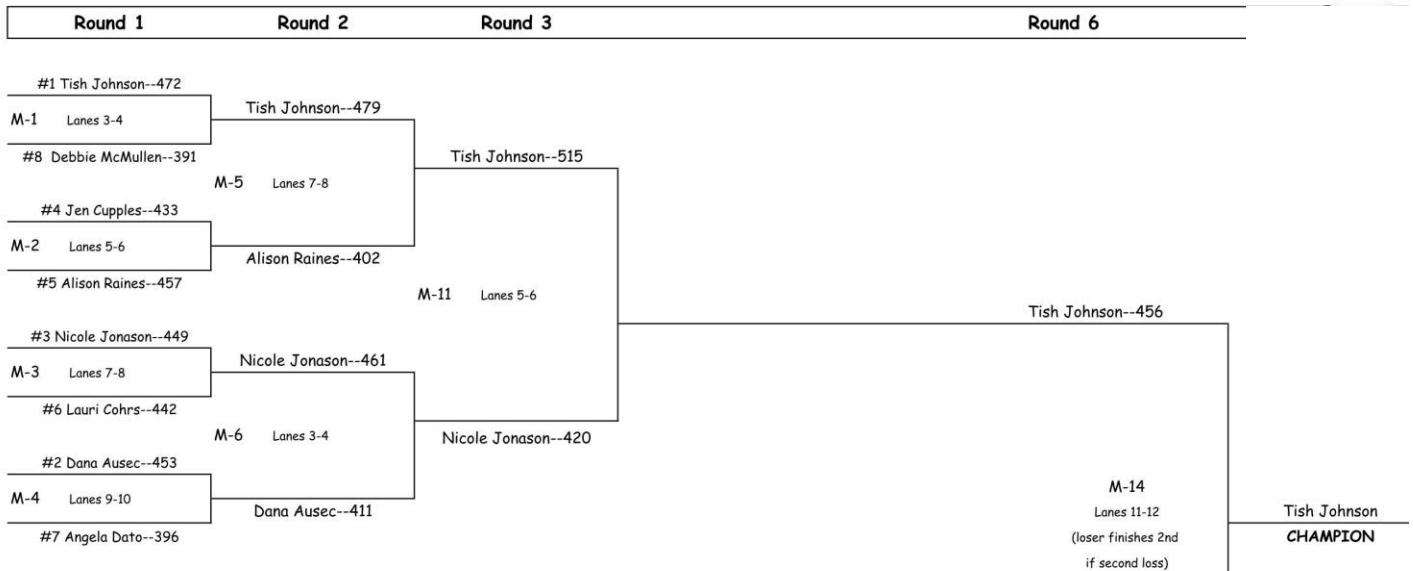 Round 1 Round 2 Round 3 Round 6
#1 Tish Johnson--472
M-1 Lanes 3-4
#8 Debbie McMullen--391
Tish Johnson--479
M-5 Lanes 7-8
#4 Jen Cupples--433
M-2 Lanes 5-6
#5 Alison Raines--457
Alison Raines--402
Tish Johnson--515
M-11 Lanes 5-6
#3 Nicole Jonason--449
M-3 Lanes 7-8
#6 Lauri Cohrs--442
Nicole Jonason--461
M-6 Lanes 3-4
#2 Dana Ausec--453
M-4 Lanes 9-10
#7 Angela Dato--396
Dana Ausec--411
Nicole Jonason--420
Tish Johnson--456
M-14
Lanes 11-12
(loser finishes 2nd
if second loss)
Tish Johnson
CHAMPION